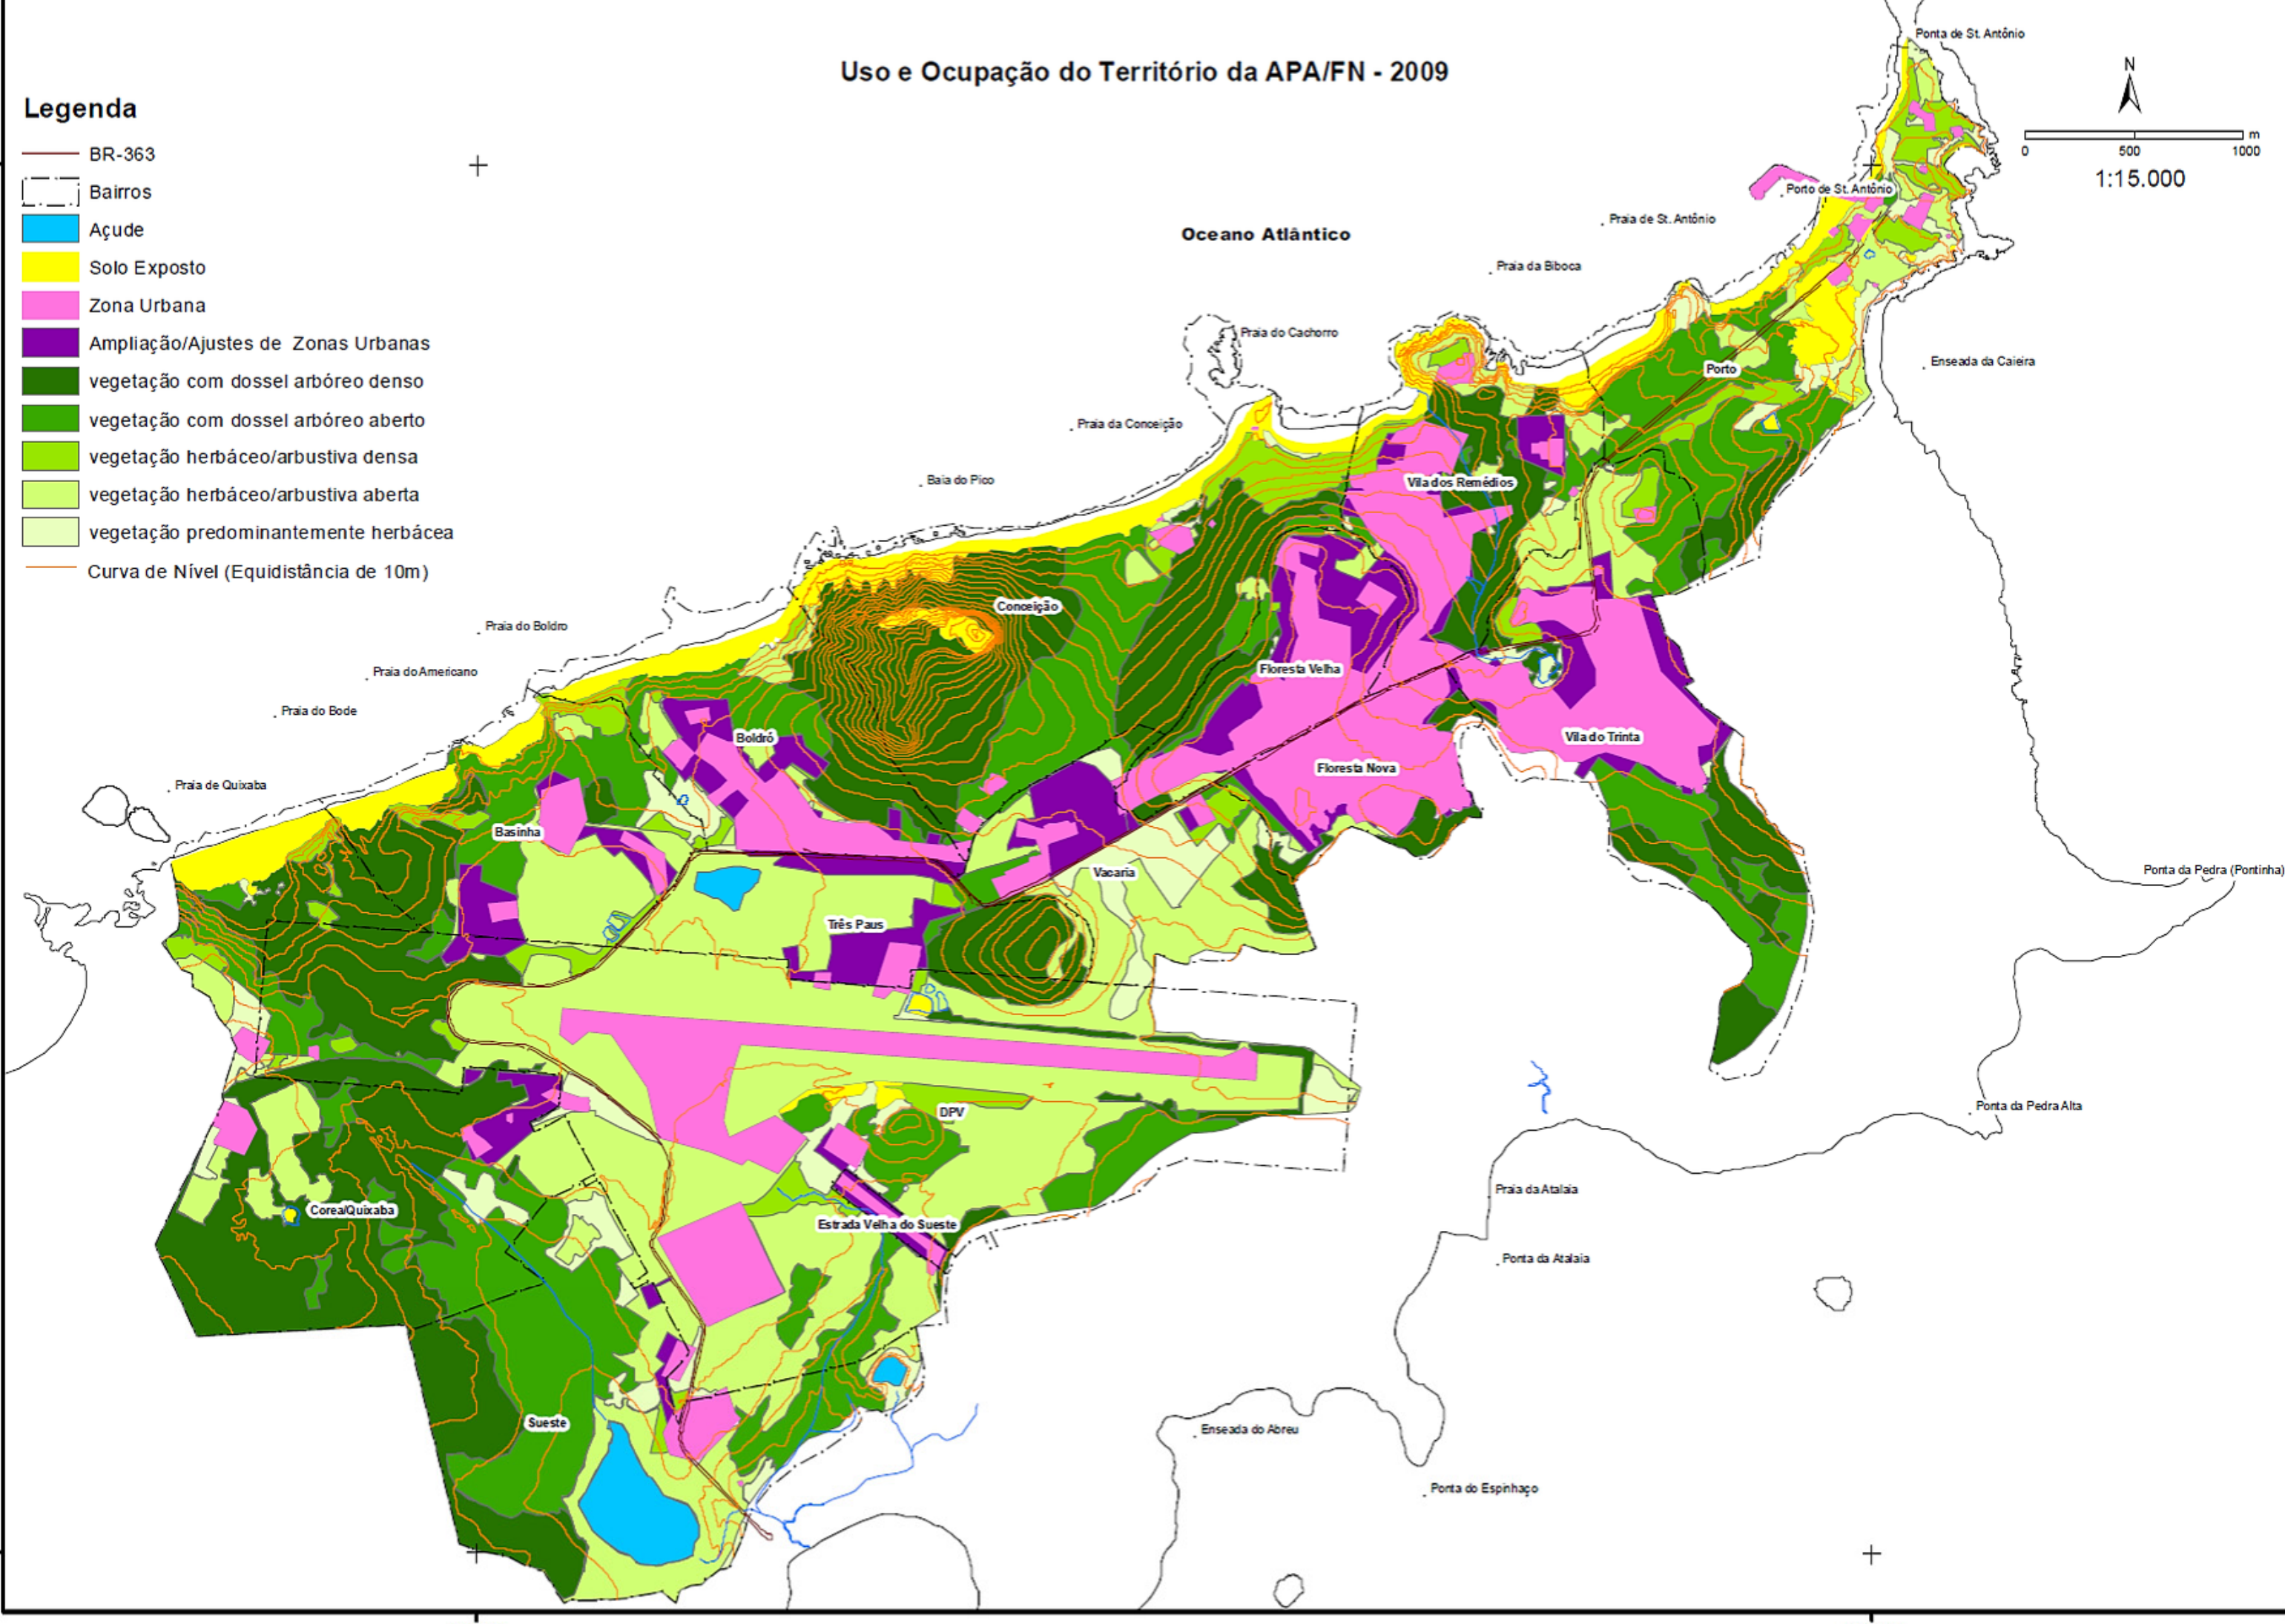 Uso e Ocupação do Território da APA/FN - 2009
Legenda
BR-363
Bairros
Açude
Solo Exposto
Zona Urbana
Ampliação/Ajustes de Zonas Urbanas
vegetação com dossel arbóreo denso
vegetação com dossel arbóreo aberto
vegetação herbáceo/arbustiva densa
vegetação herbáceo/arbustiva aberta
vegetação predominantemente herbácea
Curva de Nível (Equidistância de 10m)
N
m
0 500 1000
1:15.000
Ponta de St. Antônio
Porto de St. Antônio
Praia de St. Antônio
Oceano Atlântico
Praia da Biboca
Praia do Cachorro
Enseada da Caieira
Porto
Praia da Conceição
Baia do Pico
Vila dos Remédios
Conceição
Praia do Boldro
Praia do Americano
Floresta Velha
Praia do Bode
Boldró
Vila do Trinta
Floresta Nova
Praia de Quixaba
Basinha
Vacaria
Ponta da Pedra (Pontinha)
Três Paus
DPV
Ponta da Pedra Alta
Praia da Atalaia
Corea/Quixaba
Estrada Velha do Sueste
Ponta da Atalaia
Sueste
Enseada do Abreu
Ponta do Espinhaço